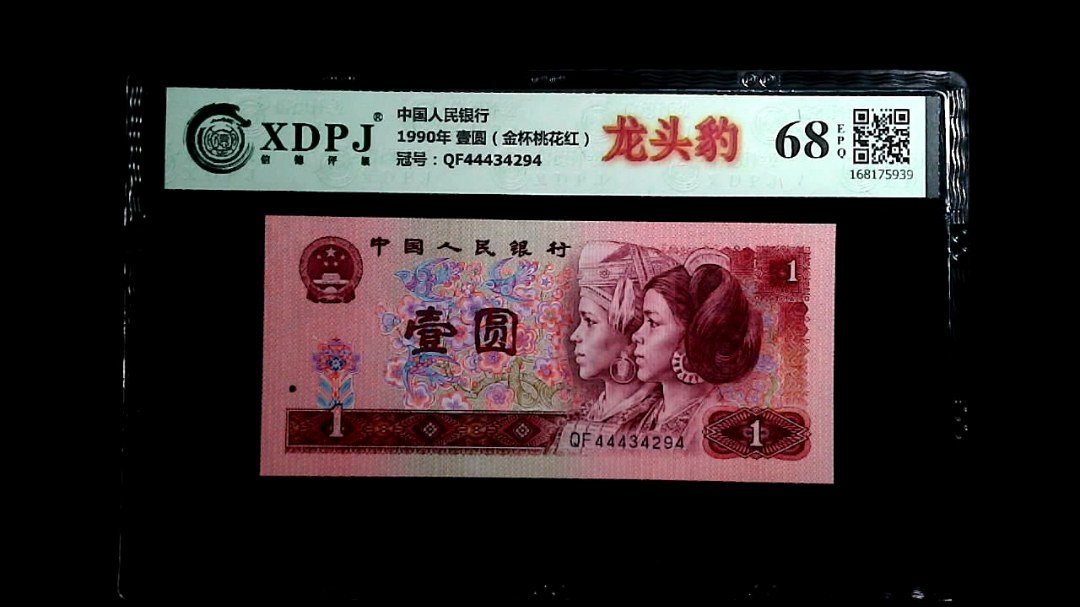 XDPJ®
信德评级
中国人民银行
1990年 壹圆（金杯桃花红）
冠号：QF44434294
龙头豹
68
EPQ
168175939
中国人民银行
1
壹圆
1
QF44434294
1